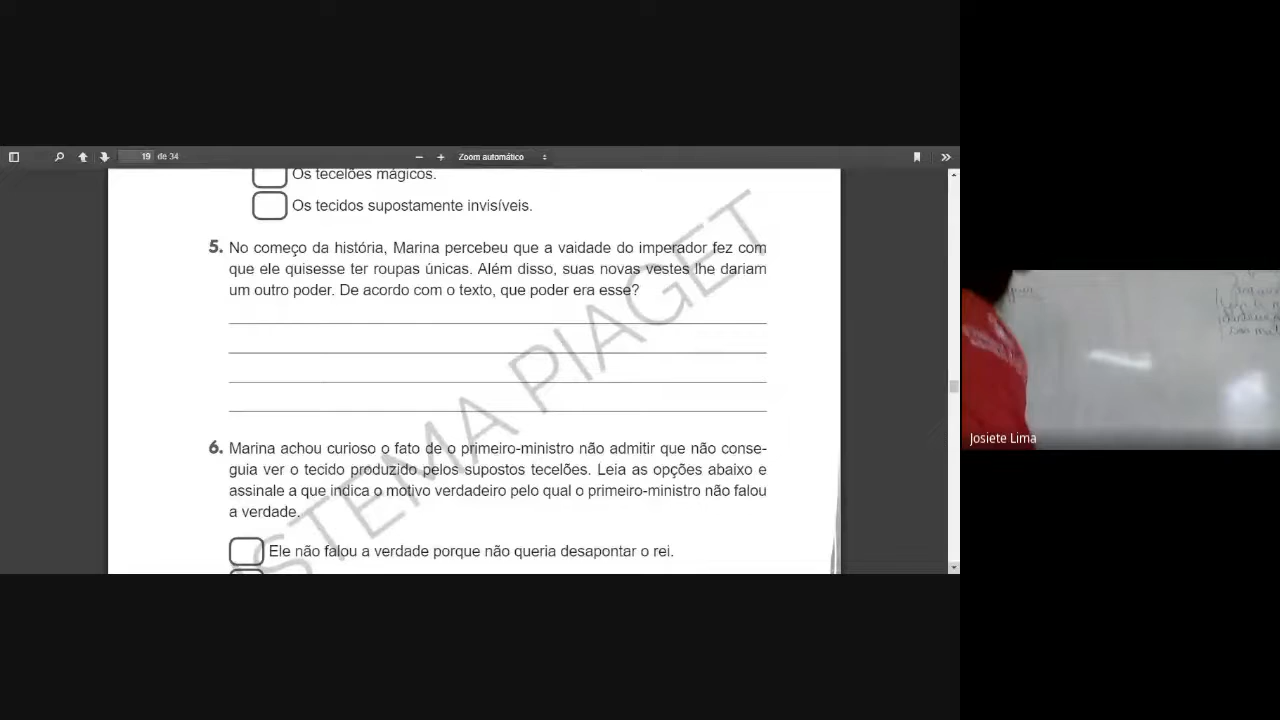 19 de 34
Zoom automático
Os tecelões mágicos.
Os tecidos supostamente invisíveis.
5. No começo da história, Marina percebeu que a vaidade do imperador fez com
que ele quisesse ter roupas únicas. Além disso, suas novas vestes lhe dariam
um outro poder. De acordo com o texto, que poder era esse?
6. Marina achou curioso o fato de o primeiro-ministro não admitir que não conse-
guia ver o tecido produzido pelos supostos tecelões. Leia as opções abaixo e
assinale a que indica o motivo verdadeiro pelo qual o primeiro-ministro não falou
a verdade.
Ele não falou a verdade porque não queria desapontar o rei.
STEMA PIAGET
Josiete Lima